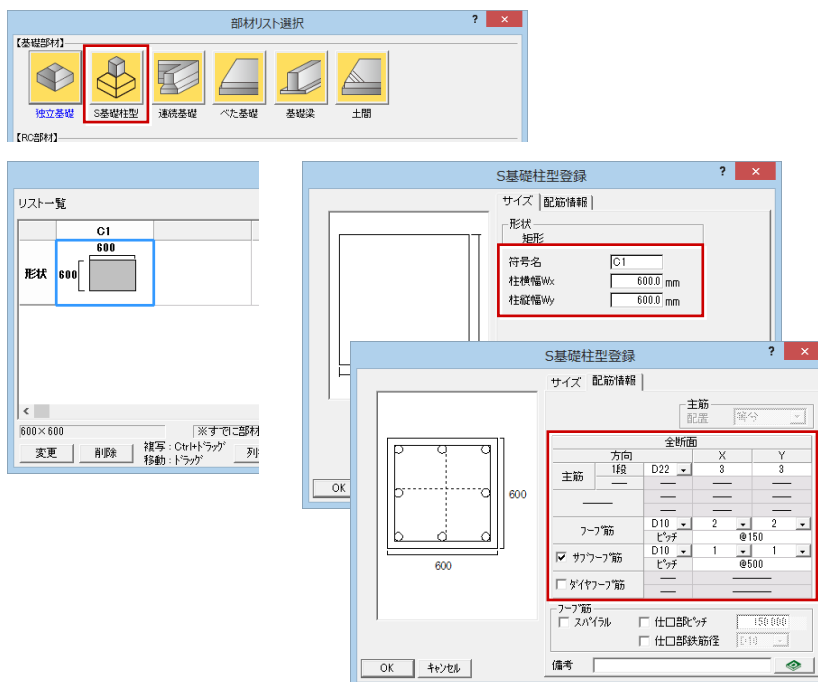 部材リスト選択 ?
【基礎部材】
独立基礎 S基礎柱型 連続基礎 べた基礎 基礎梁 土間
【RC部材】
リスト一覧
C1
600
形状 600
600×600 ※すでに部材
変更 削除 複写：Ctrl+ドラッグ
移動：ドラッグ 列
S基礎柱型登録 ?
サイズ 配筋情報
形状
矩形
符号名 C1
柱横幅Wx 600.0 mm
柱縦幅Wy 600.0 mm
OK
S基礎柱型登録 ?
サイズ 配筋情報
主筋
配置 等分
全断面
方向 X Y
主筋 1段 D22 3 3
フープ筋 D10 2 2
ピッチ @150
サブフープ筋 D10 1 1
ピッチ @500
ダイヤフープ筋
600
600
フープ筋
スパイラル 仕口部ピッチ 150.000
仕口部鉄筋径 D10
OK キャンセル 備考